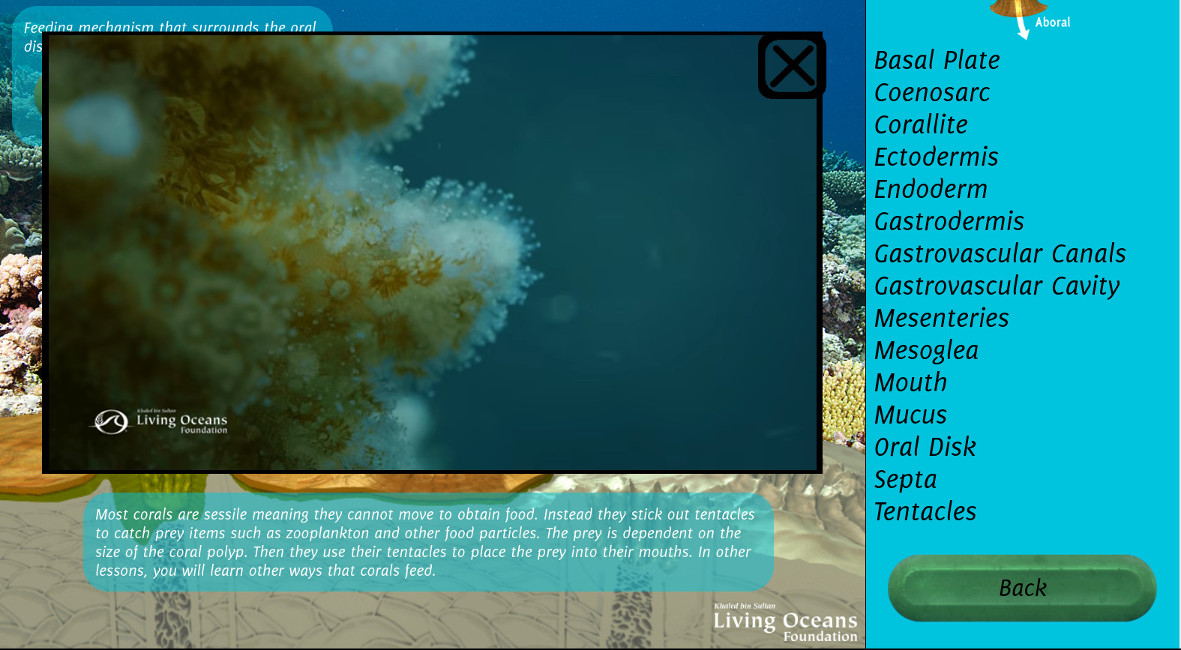 Feeding mechanism that surrounds the oral
dis
Khaled bin Sultan
Living Oceans
Foundation
Most corals are sessile meaning they cannot move to obtain food. Instead they stick out tentacles
to catch prey items such as zooplankton and other food particles. The prey is dependent on the
size of the coral polyp. Then they use their tentacles to place the prey into their mouths. In other
lessons, you will learn other ways that corals feed.
Khaled bin Sultan
Living Oceans
Foundation
Aboral
Basal Plate
Coenosarc
Corallite
Ectodermis
Endoderm
Gastrodermis
Gastrovascular Canals
Gastrovascular Cavity
Mesenteries
Mesoglea
Mouth
Mucus
Oral Disk
Septa
Tentacles
Back